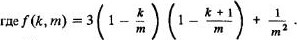 где f (k, m) = 3 (1 − k/m) (1 − (k + 1)/m) + 1/m² .